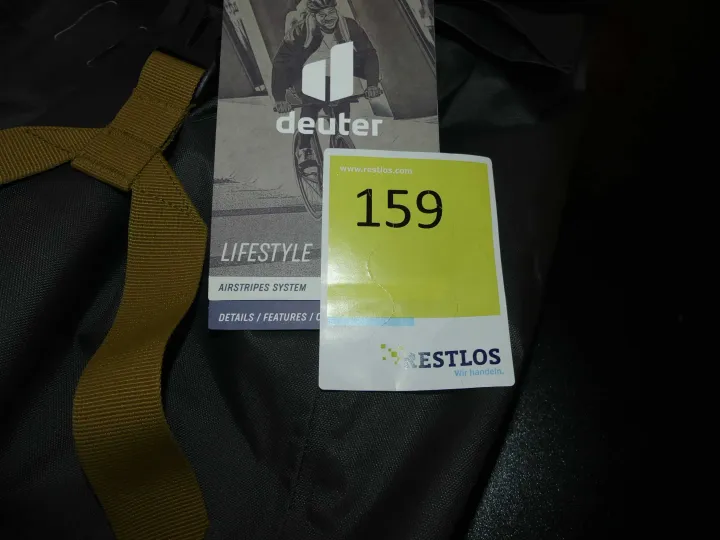 deuter
LIFESTYLE
AIRSTRIPES SYSTEM
DETAILS / FEATURES /
www.restlos.com
159
RESTLOS
Wir handeln.